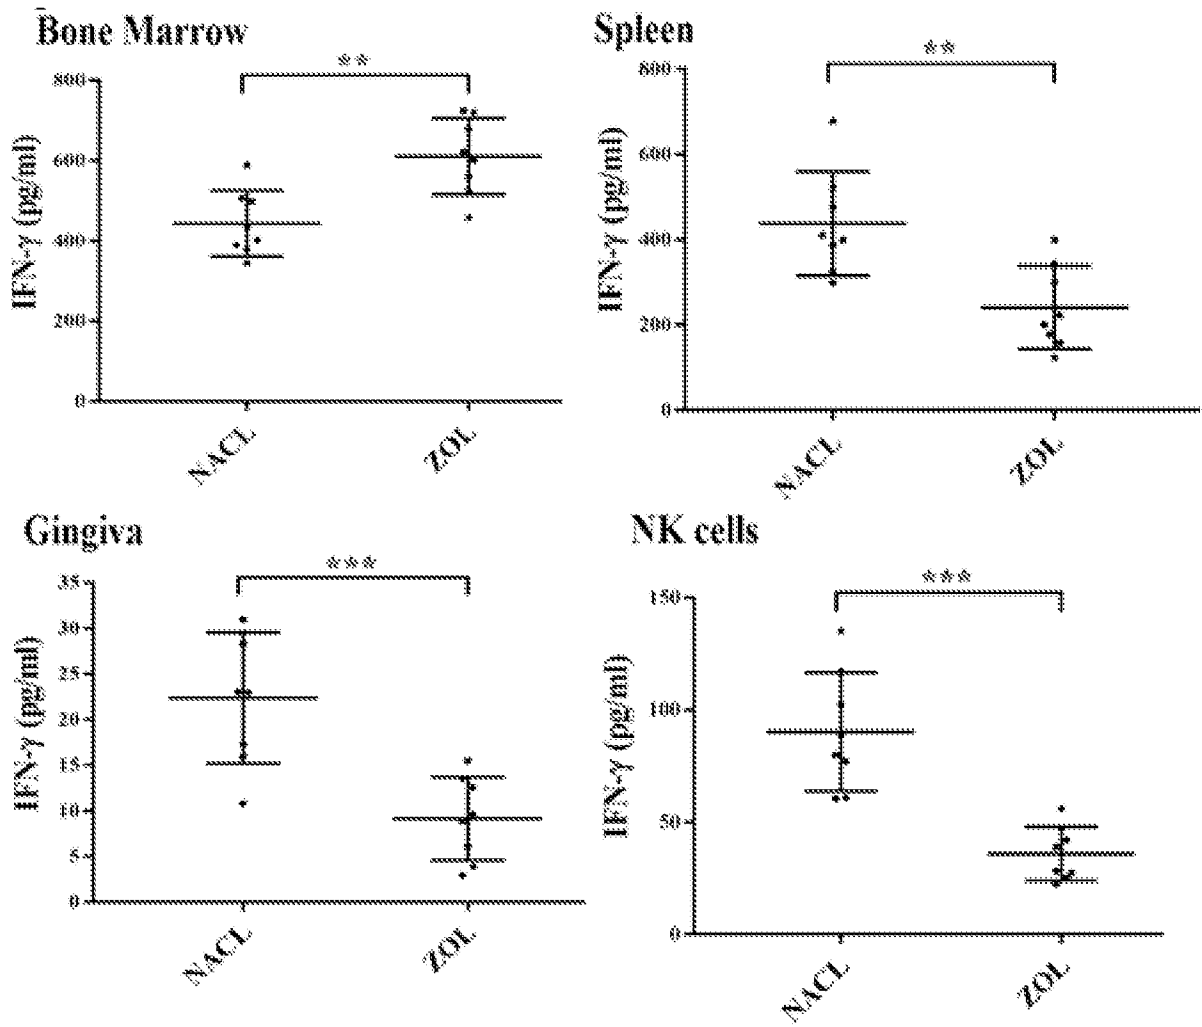 Bone Marrow
**
IFN-γ (pg/ml)
800
600
400
200
0
NACL
ZOL
Spleen
**
IFN-γ (pg/ml)
800
600
400
200
0
NACL
ZOL
Gingiva
***
IFN-γ (pg/ml)
35
30
25
20
15
10
5
0
NACL
ZOL
NK cells
***
IFN-γ (pg/ml)
150
100
50
0
NACL
ZOL